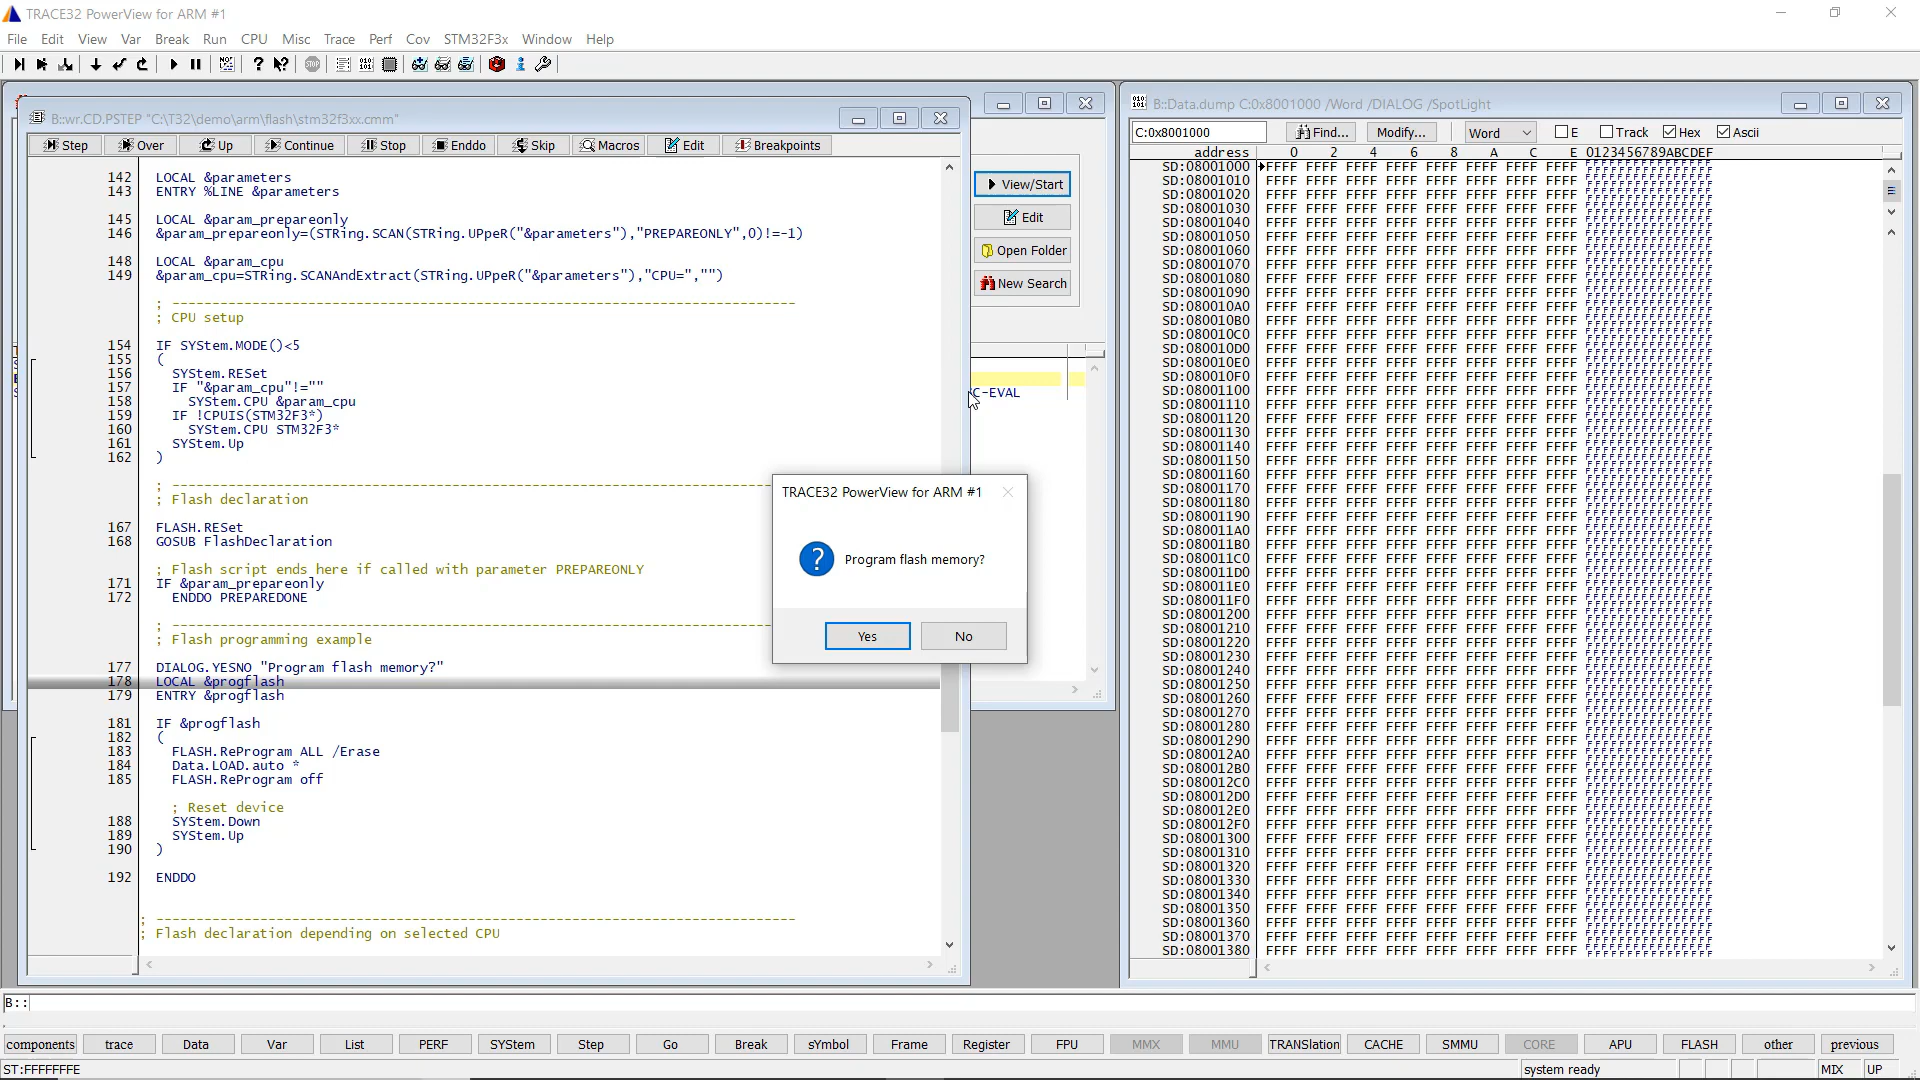 TRACE32 PowerView for ARM #1
File Edit View Var Break Run CPU Misc Trace Perf Cov STM32F3x Window Help
B::wr.CD.PSTEP "C:\T32\demo\arm\flash\stm32f3xx.cmm"
Step Over Up Continue Stop Enddo Skip Macros Edit Breakpoints
142 LOCAL &parameters
143 ENTRY %LINE &parameters
145 LOCAL &param_prepareonly
146 &param_prepareonly=(STRing.SCAN(STRing.UPpeR("&parameters"),"PREPAREONLY",0)!=-1)
148 LOCAL &param_cpu
149 &param_cpu=STRing.SCANAndExtract(STRing.UPpeR("&parameters"),"CPU=","")
; ------------------------------------------------------------------------------
; CPU setup
154 IF SYStem.MODE()<5
155 (
156 SYStem.RESet
157 IF "&param_cpu"!=""
158 SYStem.CPU &param_cpu
159 IF !CPUIS(STM32F3*)
160 SYStem.CPU STM32F3*
161 SYStem.Up
162 )
; ------------------------------------------------------------------------------
; Flash declaration
167 FLASH.RESet
168 GOSUB FlashDeclaration
; Flash script ends here if called with parameter PREPAREONLY
171 IF &param_prepareonly
172 ENDDO PREPAREDONE
; ------------------------------------------------------------------------------
; Flash programming example
177 DIALOG.YESNO "Program flash memory?"
178 LOCAL &progflash
179 ENTRY &progflash
181 IF &progflash
182 (
183 FLASH.ReProgram ALL /Erase
184 Data.LOAD.auto *
185 FLASH.ReProgram off
; Reset device
188 SYStem.Down
189 SYStem.Up
190 )
192 ENDDO
; ------------------------------------------------------------------------------
; Flash declaration depending on selected CPU
View/Start
Edit
Open Folder
New Search
C-EVAL
TRACE32 PowerView for ARM #1
Program flash memory?
Yes No
B::Data.dump C:0x8001000 /Word /DIALOG /SpotLight
C:0x8001000 Find... Modify... Word E Track Hex Ascii
address 0 2 4 6 8 A C E 0123456789ABCDEF
SD:08001000 FFFF FFFF FFFF FFFF FFFF FFFF FFFF FFFF
SD:08001010 FFFF FFFF FFFF FFFF FFFF FFFF FFFF FFFF
SD:08001020 FFFF FFFF FFFF FFFF FFFF FFFF FFFF FFFF
SD:08001030 FFFF FFFF FFFF FFFF FFFF FFFF FFFF FFFF
SD:08001040 FFFF FFFF FFFF FFFF FFFF FFFF FFFF FFFF
SD:08001050 FFFF FFFF FFFF FFFF FFFF FFFF FFFF FFFF
SD:08001060 FFFF FFFF FFFF FFFF FFFF FFFF FFFF FFFF
SD:08001070 FFFF FFFF FFFF FFFF FFFF FFFF FFFF FFFF
SD:08001080 FFFF FFFF FFFF FFFF FFFF FFFF FFFF FFFF
SD:08001090 FFFF FFFF FFFF FFFF FFFF FFFF FFFF FFFF
SD:080010A0 FFFF FFFF FFFF FFFF FFFF FFFF FFFF FFFF
SD:080010B0 FFFF FFFF FFFF FFFF FFFF FFFF FFFF FFFF
SD:080010C0 FFFF FFFF FFFF FFFF FFFF FFFF FFFF FFFF
SD:080010D0 FFFF FFFF FFFF FFFF FFFF FFFF FFFF FFFF
SD:080010E0 FFFF FFFF FFFF FFFF FFFF FFFF FFFF FFFF
SD:080010F0 FFFF FFFF FFFF FFFF FFFF FFFF FFFF FFFF
SD:08001100 FFFF FFFF FFFF FFFF FFFF FFFF FFFF FFFF
SD:08001110 FFFF FFFF FFFF FFFF FFFF FFFF FFFF FFFF
SD:08001120 FFFF FFFF FFFF FFFF FFFF FFFF FFFF FFFF
SD:08001130 FFFF FFFF FFFF FFFF FFFF FFFF FFFF FFFF
SD:08001140 FFFF FFFF FFFF FFFF FFFF FFFF FFFF FFFF
SD:08001150 FFFF FFFF FFFF FFFF FFFF FFFF FFFF FFFF
SD:08001160 FFFF FFFF FFFF FFFF FFFF FFFF FFFF FFFF
SD:08001170 FFFF FFFF FFFF FFFF FFFF FFFF FFFF FFFF
SD:08001180 FFFF FFFF FFFF FFFF FFFF FFFF FFFF FFFF
SD:08001190 FFFF FFFF FFFF FFFF FFFF FFFF FFFF FFFF
SD:080011A0 FFFF FFFF FFFF FFFF FFFF FFFF FFFF FFFF
SD:080011B0 FFFF FFFF FFFF FFFF FFFF FFFF FFFF FFFF
SD:080011C0 FFFF FFFF FFFF FFFF FFFF FFFF FFFF FFFF
SD:080011D0 FFFF FFFF FFFF FFFF FFFF FFFF FFFF FFFF
SD:080011E0 FFFF FFFF FFFF FFFF FFFF FFFF FFFF FFFF
SD:080011F0 FFFF FFFF FFFF FFFF FFFF FFFF FFFF FFFF
SD:08001200 FFFF FFFF FFFF FFFF FFFF FFFF FFFF FFFF
SD:08001210 FFFF FFFF FFFF FFFF FFFF FFFF FFFF FFFF
SD:08001220 FFFF FFFF FFFF FFFF FFFF FFFF FFFF FFFF
SD:08001230 FFFF FFFF FFFF FFFF FFFF FFFF FFFF FFFF
SD:08001240 FFFF FFFF FFFF FFFF FFFF FFFF FFFF FFFF
SD:08001250 FFFF FFFF FFFF FFFF FFFF FFFF FFFF FFFF
SD:08001260 FFFF FFFF FFFF FFFF FFFF FFFF FFFF FFFF
SD:08001270 FFFF FFFF FFFF FFFF FFFF FFFF FFFF FFFF
SD:08001280 FFFF FFFF FFFF FFFF FFFF FFFF FFFF FFFF
SD:08001290 FFFF FFFF FFFF FFFF FFFF FFFF FFFF FFFF
SD:080012A0 FFFF FFFF FFFF FFFF FFFF FFFF FFFF FFFF
SD:080012B0 FFFF FFFF FFFF FFFF FFFF FFFF FFFF FFFF
SD:080012C0 FFFF FFFF FFFF FFFF FFFF FFFF FFFF FFFF
SD:080012D0 FFFF FFFF FFFF FFFF FFFF FFFF FFFF FFFF
SD:080012E0 FFFF FFFF FFFF FFFF FFFF FFFF FFFF FFFF
SD:080012F0 FFFF FFFF FFFF FFFF FFFF FFFF FFFF FFFF
SD:08001300 FFFF FFFF FFFF FFFF FFFF FFFF FFFF FFFF
SD:08001310 FFFF FFFF FFFF FFFF FFFF FFFF FFFF FFFF
SD:08001320 FFFF FFFF FFFF FFFF FFFF FFFF FFFF FFFF
SD:08001330 FFFF FFFF FFFF FFFF FFFF FFFF FFFF FFFF
SD:08001340 FFFF FFFF FFFF FFFF FFFF FFFF FFFF FFFF
SD:08001350 FFFF FFFF FFFF FFFF FFFF FFFF FFFF FFFF
SD:08001360 FFFF FFFF FFFF FFFF FFFF FFFF FFFF FFFF
SD:08001370 FFFF FFFF FFFF FFFF FFFF FFFF FFFF FFFF
SD:08001380 FFFF FFFF FFFF FFFF FFFF FFFF FFFF FFFF
B::
components trace Data Var List PERF SYStem Step Go Break sYmbol Frame Register FPU MMX MMU TRANSlation CACHE SMMU CORE APU FLASH other previous
ST:FFFFFFFE system ready MIX UP